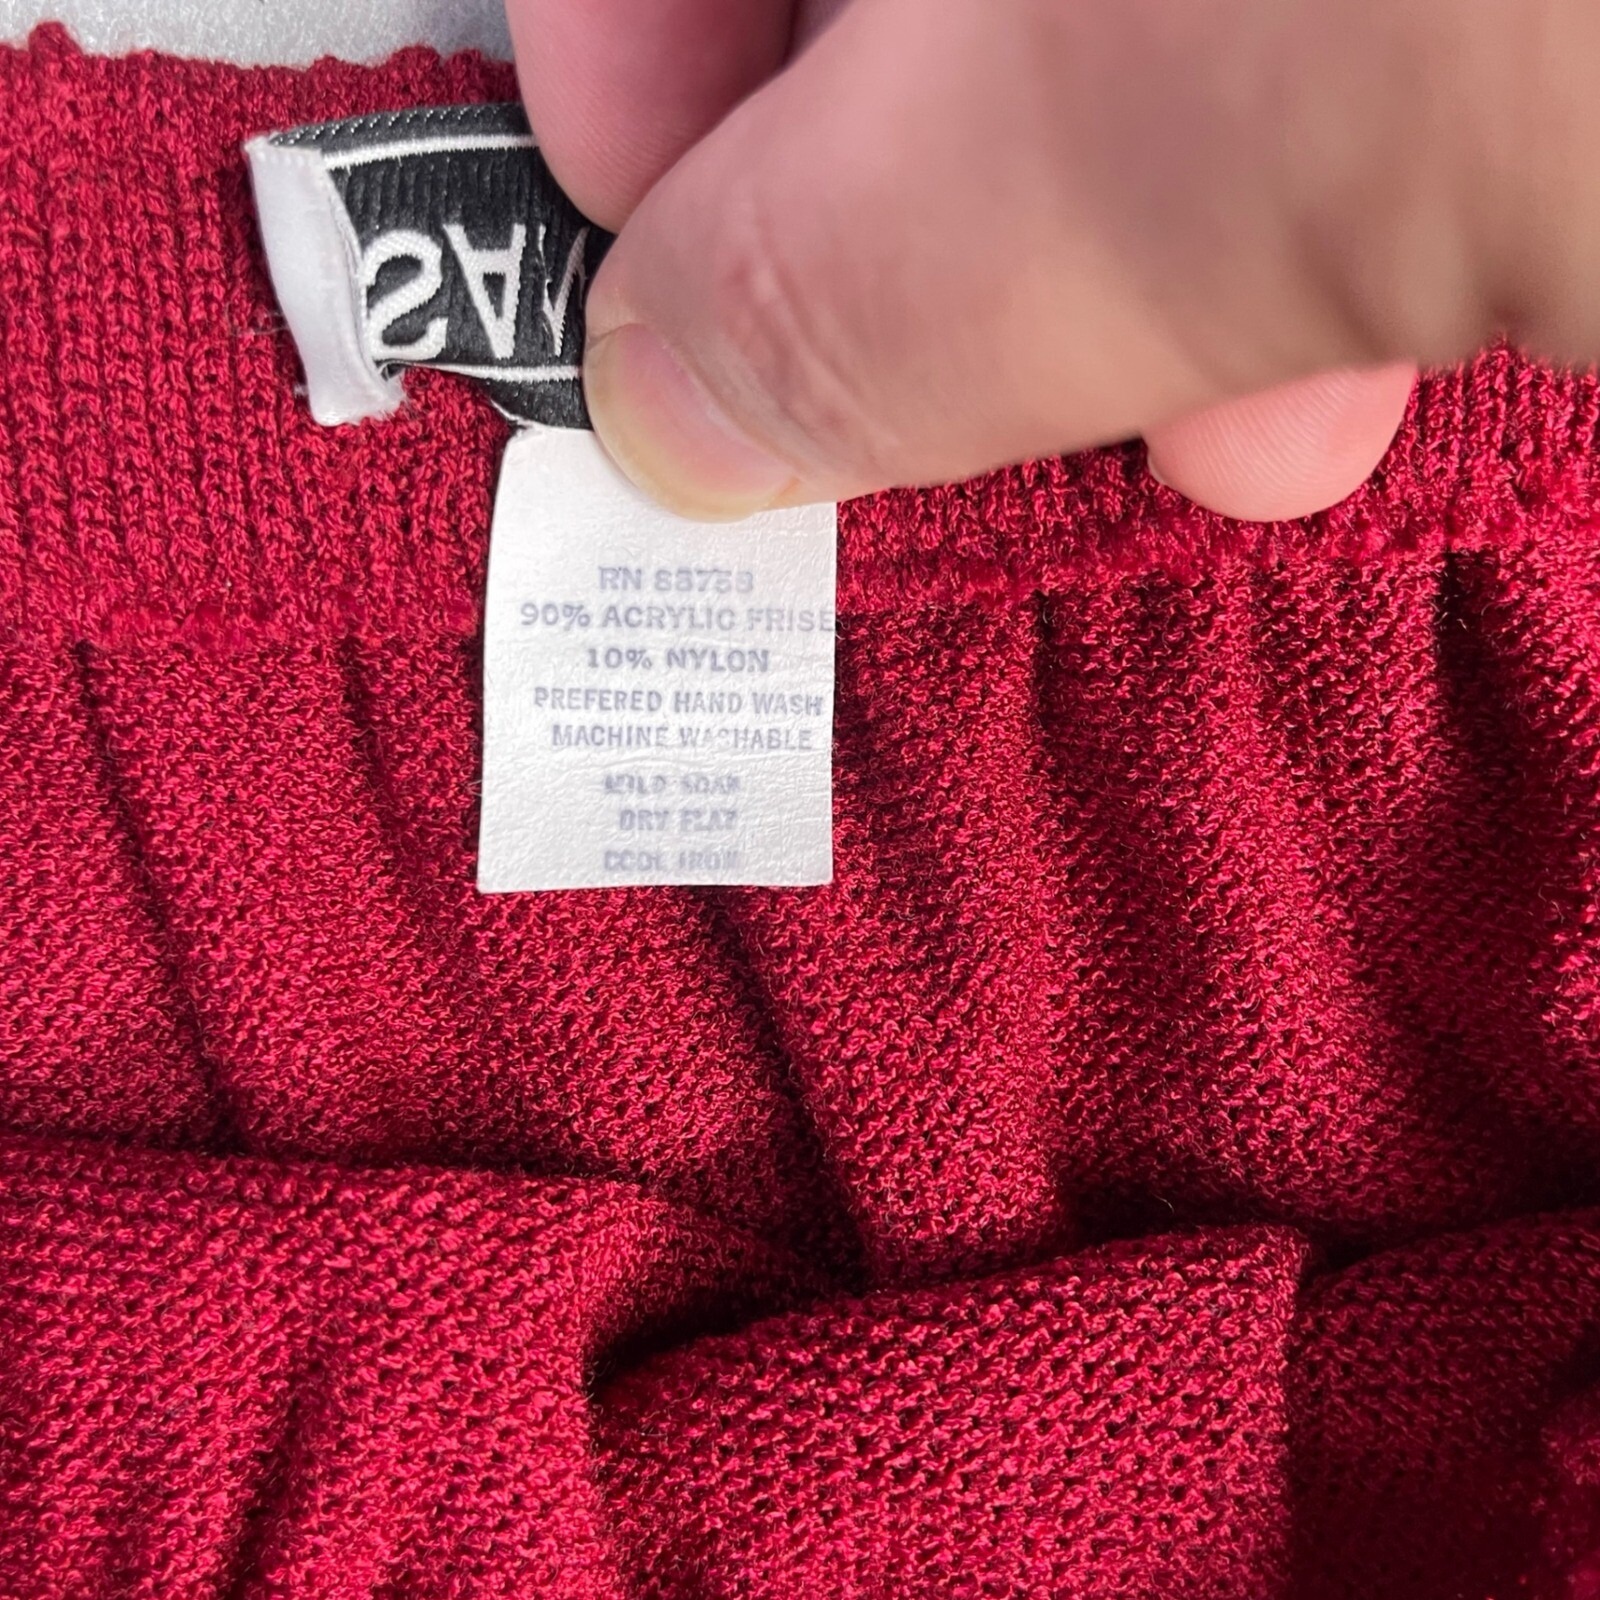 RN 88758
90% ACRYLIC FRISE
10% NYLON
PREFERED HAND WASH
MACHINE WASHABLE
MILD SOAP
DRY FLAT
COOL IRON